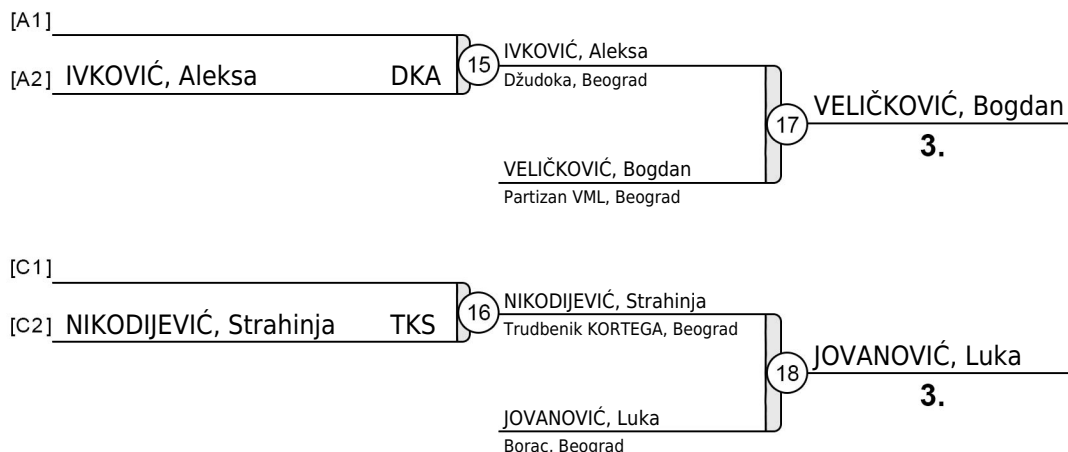 [A1]
[A2] IVKOVIĆ, Aleksa DKA
15
IVKOVIĆ, Aleksa
Džudoka, Beograd
17
VELIČKOVIĆ, Bogdan
3.
VELIČKOVIĆ, Bogdan
Partizan VML, Beograd
[C1]
[C2] NIKODIJEVIĆ, Strahinja TKS
16
NIKODIJEVIĆ, Strahinja
Trudbenik KORTEGA, Beograd
18
JOVANOVIĆ, Luka
3.
JOVANOVIĆ, Luka
Borac, Beograd